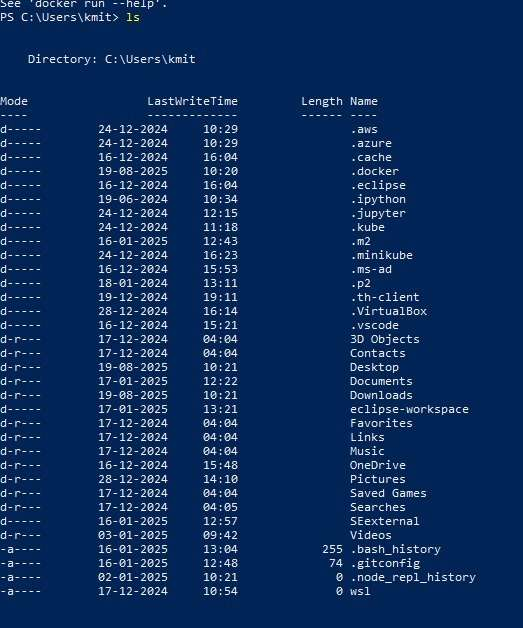 See 'docker run --help'.
PS C:\Users\kmit> ls
Directory: C:\Users\kmit
Mode LastWriteTime Length Name
---- ------------- ------ ----
d----- 24-12-2024 10:29 .aws
d----- 24-12-2024 10:29 .azure
d----- 16-12-2024 16:04 .cache
d----- 19-08-2025 10:20 .docker
d----- 16-12-2024 16:04 .eclipse
d----- 19-06-2024 10:34 .ipython
d----- 24-12-2024 12:15 .jupyter
d----- 24-12-2024 11:18 .kube
d----- 16-01-2025 12:43 .m2
d----- 24-12-2024 16:23 .minikube
d----- 16-12-2024 15:53 .ms-ad
d----- 18-01-2024 13:11 .p2
d----- 19-12-2024 19:11 .th-client
d----- 28-12-2024 16:14 .VirtualBox
d----- 16-12-2024 15:21 .vscode
d-r--- 17-12-2024 04:04 3D Objects
d-r--- 17-12-2024 04:04 Contacts
d-r--- 19-08-2025 10:21 Desktop
d-r--- 17-01-2025 12:22 Documents
d-r--- 19-08-2025 10:21 Downloads
d----- 17-01-2025 13:21 eclipse-workspace
d-r--- 17-12-2024 04:04 Favorites
d-r--- 17-12-2024 04:04 Links
d-r--- 17-12-2024 04:04 Music
d-r--- 16-12-2024 15:48 OneDrive
d-r--- 28-12-2024 14:10 Pictures
d-r--- 17-12-2024 04:04 Saved Games
d-r--- 17-12-2024 04:05 Searches
d----- 16-01-2025 12:57 SEexternal
d-r--- 03-01-2025 09:42 Videos
-a---- 16-01-2025 13:04 255 .bash_history
-a---- 16-01-2025 12:48 74 .gitconfig
-a---- 02-01-2025 10:21 0 .node_repl_history
-a---- 17-12-2024 10:54 0 wsl